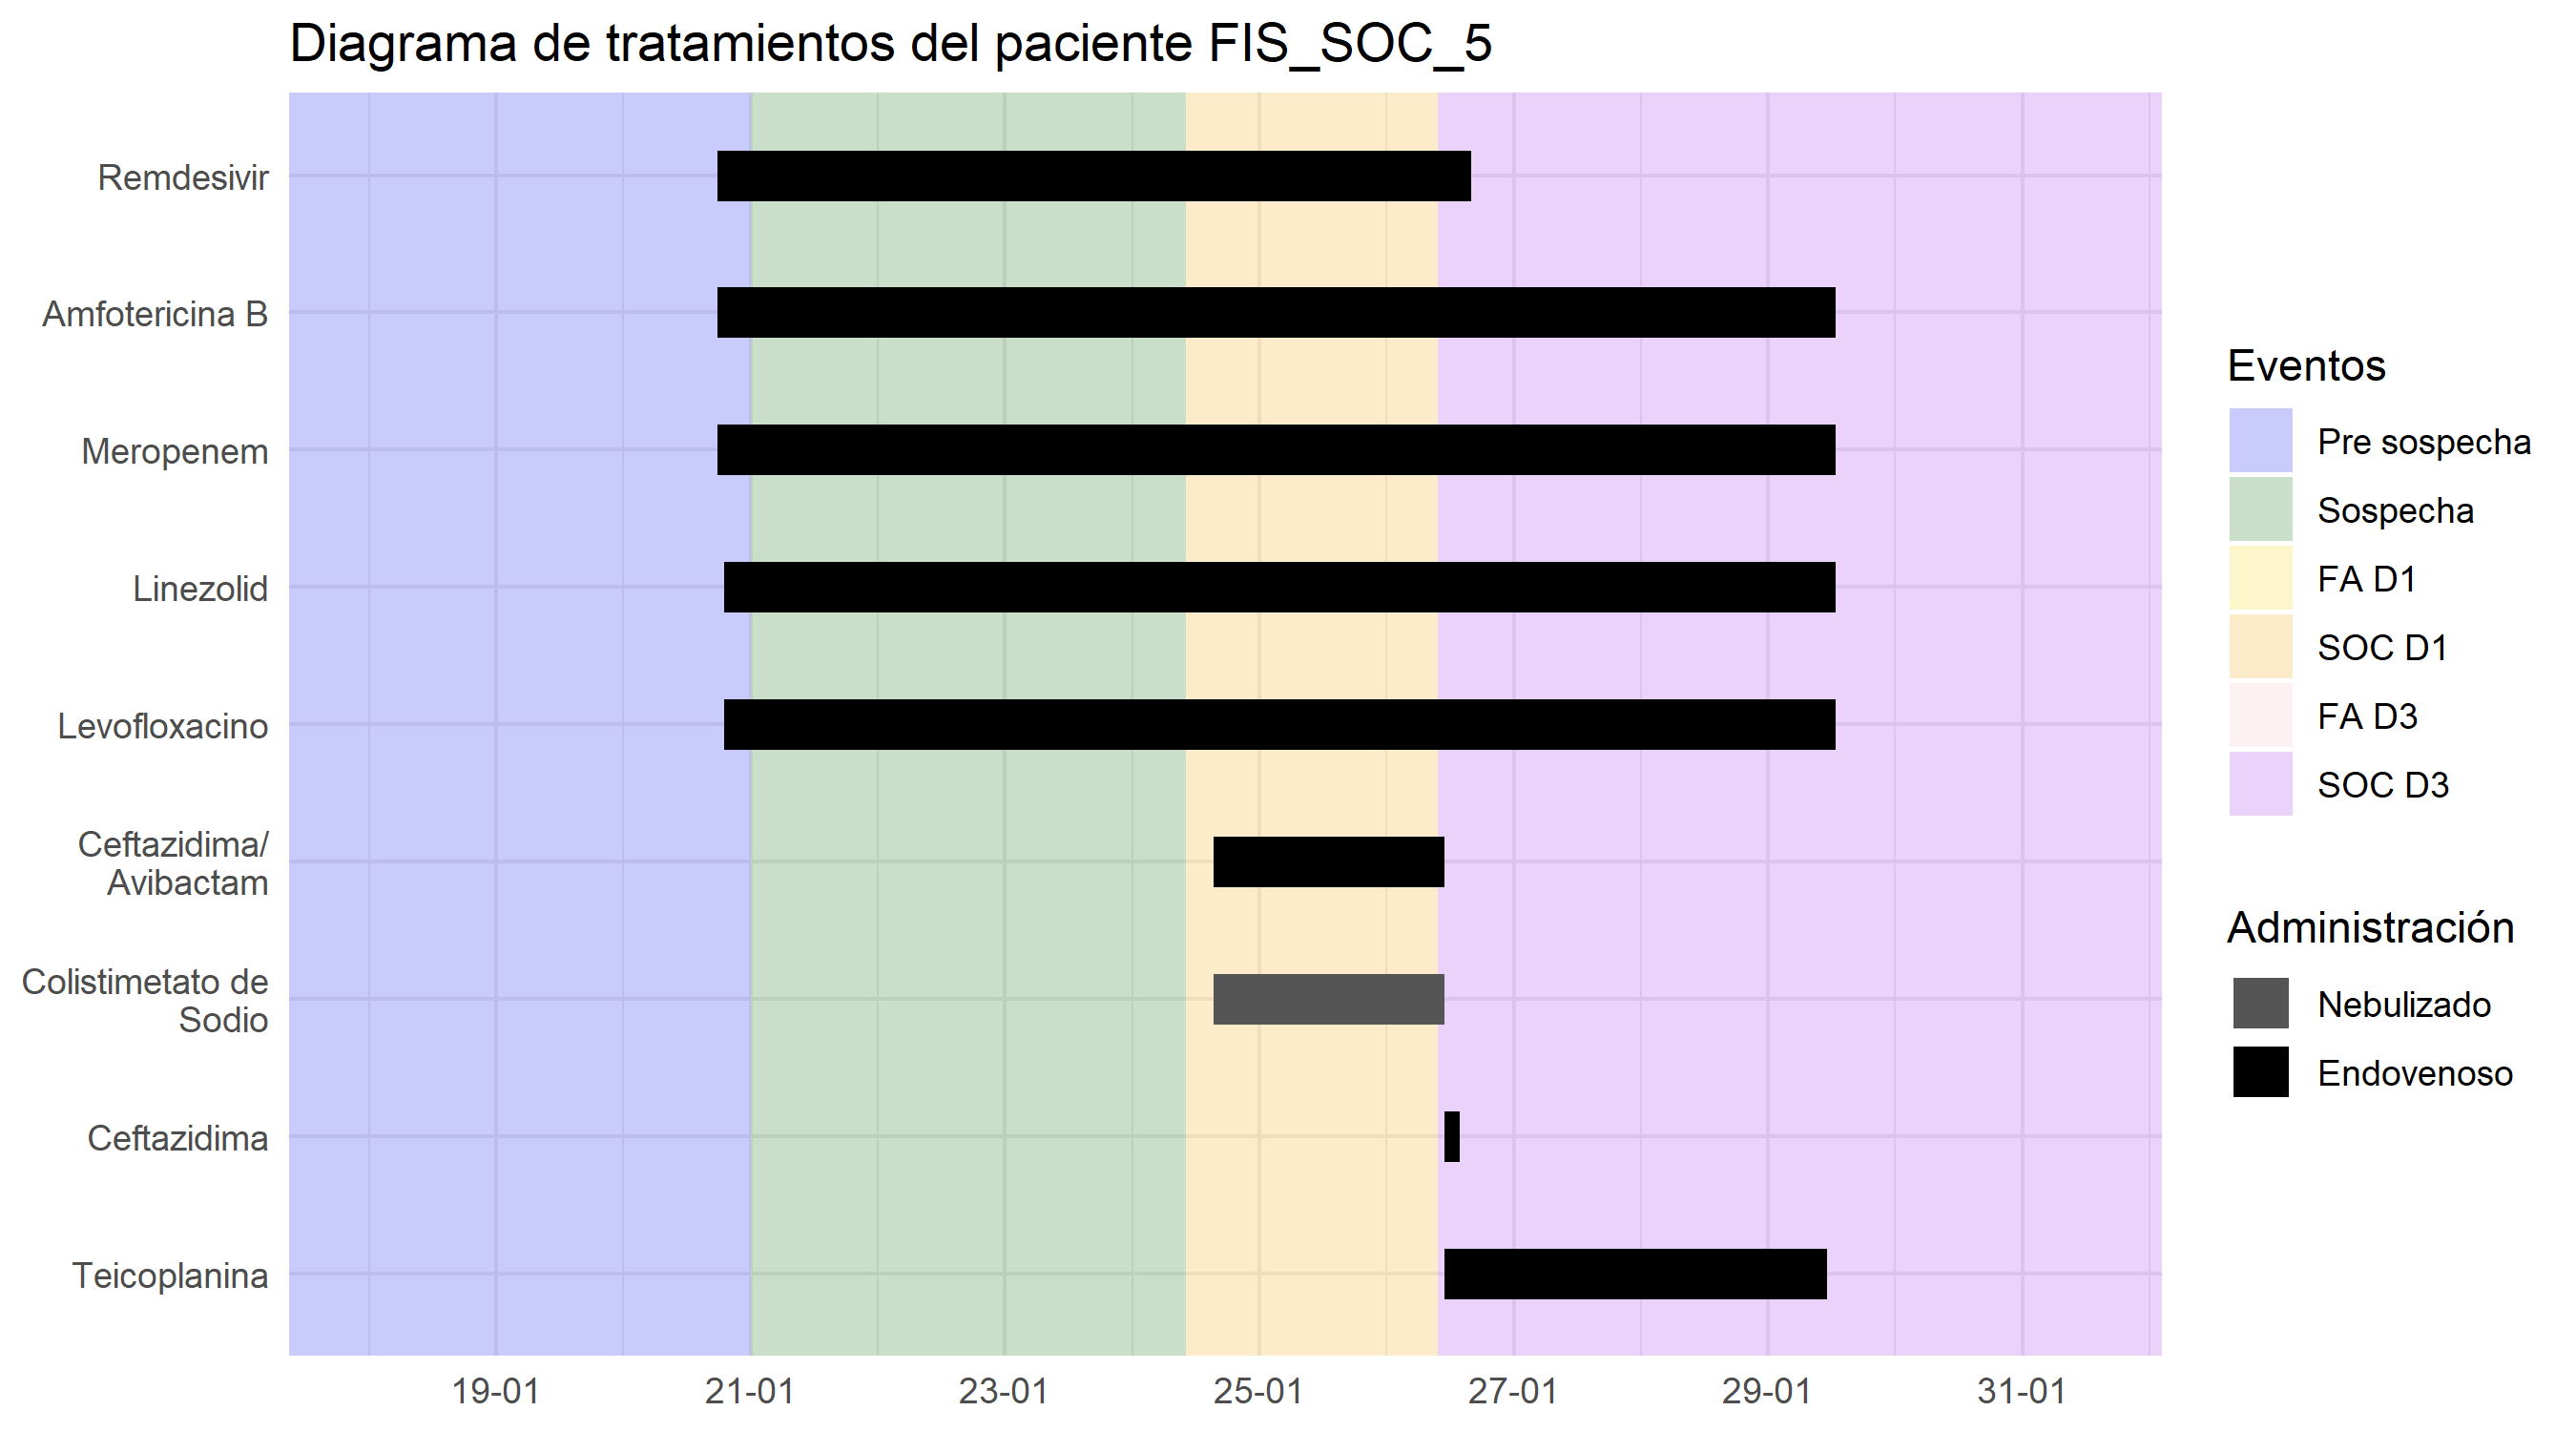 Diagrama de tratamientos del paciente FIS_SOC_5
Remdesivir
Amfotericina B
Meropenem
Linezolid
Levofloxacino
Ceftazidima/
Avibactam
Colistimetato de
Sodio
Ceftazidima
Teicoplanina
19-01
21-01
23-01
25-01
27-01
29-01
31-01
Eventos
Pre sospecha
Sospecha
FA D1
SOC D1
FA D3
SOC D3
Administración
Nebulizado
Endovenoso